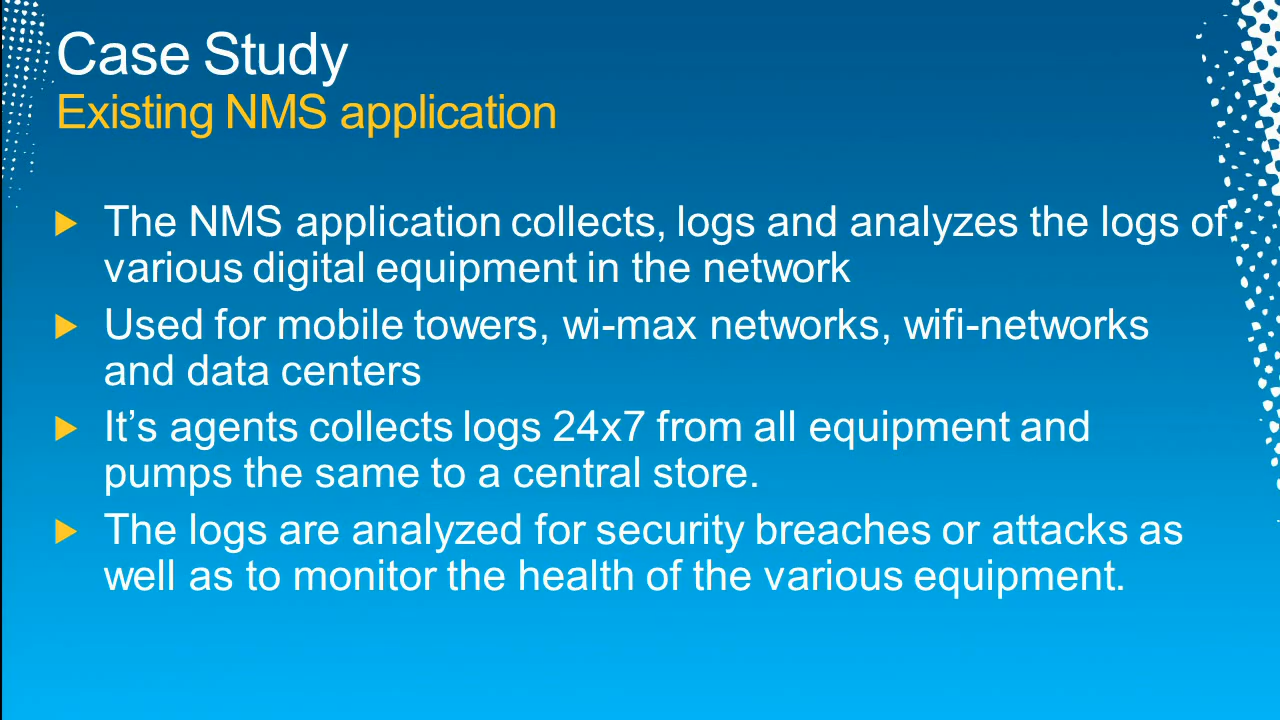 Case Study
Existing NMS application
The NMS application collects, logs and analyzes the logs of
various digital equipment in the network
Used for mobile towers, wi-max networks, wifi-networks
and data centers
It’s agents collects logs 24x7 from all equipment and
pumps the same to a central store.
The logs are analyzed for security breaches or attacks as
well as to monitor the health of the various equipment.